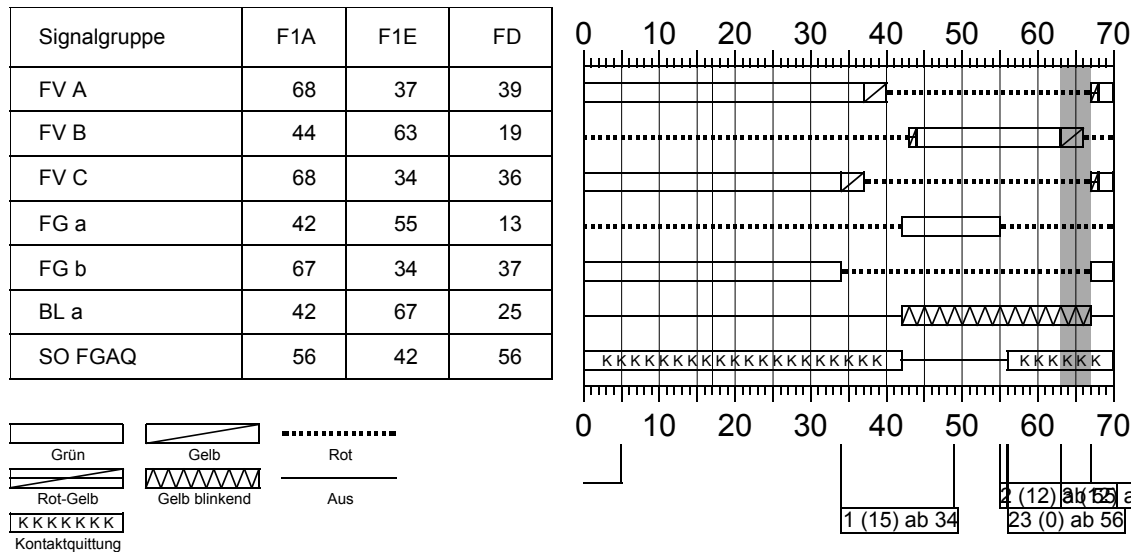 Signalgruppe F1A F1E FD
FV A 68 37 39
FV B 44 63 19
FV C 68 34 36
FG a 42 55 13
FG b 67 34 37
BL a 42 67 25
SO FGAQ 56 42 56
0 10 20 30 40 50 60 70
K K K K K K K K K K K K K K K K K K K K K K K K K K
0 10 20 30 40 50 60 70
Grün Gelb Rot
Rot-Gelb Gelb blinkend Aus
K K K K K K K
Kontaktquittung
2 (12)
1 (15) ab 34 23 (0) ab 56